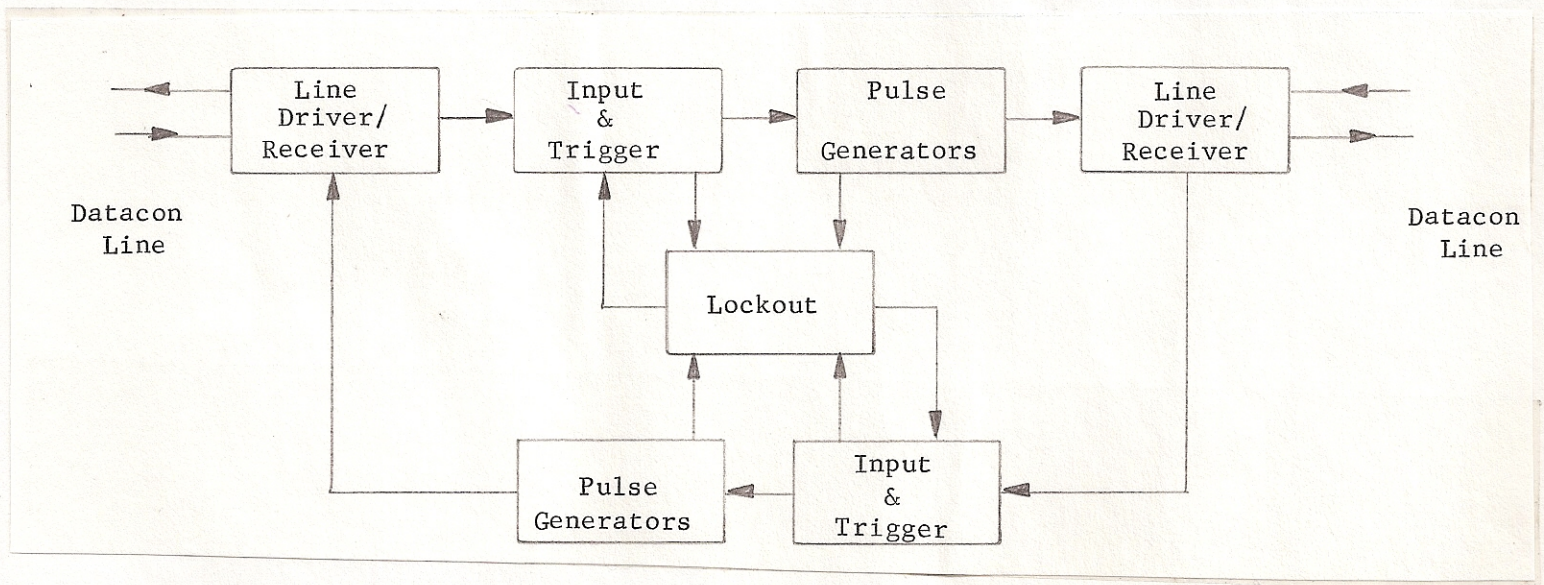 Line
Driver/
Receiver
Input
&
Trigger
Pulse
Generators
Line
Driver/
Receiver
Datacon
Line
Datacon
Line
Lockout
Pulse
Generators
Input
&
Trigger